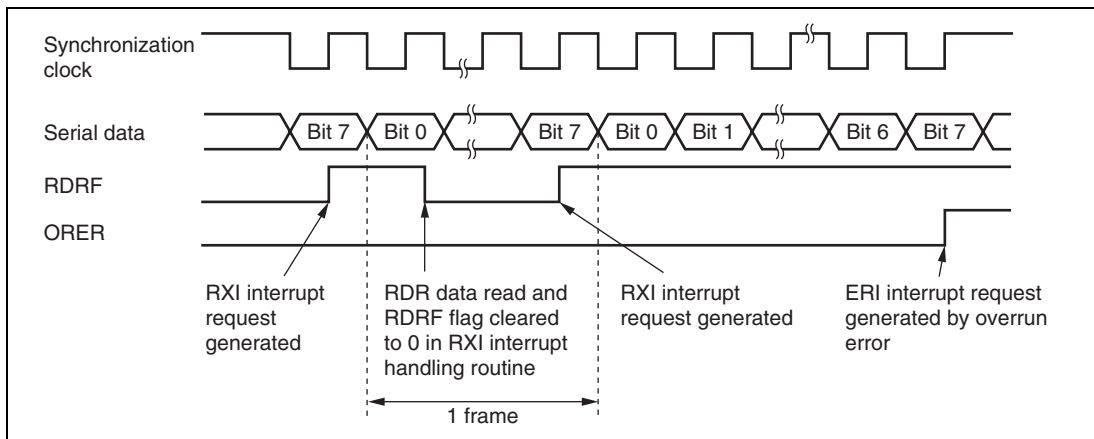 Synchronization
clock
Serial data
Bit 7
Bit 0
Bit 7
Bit 0
Bit 1
Bit 6
Bit 7
RDRF
ORER
RXI interrupt
request
generated
RDR data read and
RDRF flag cleared
to 0 in RXI interrupt
handling routine
RXI interrupt
request generated
ERI interrupt request
generated by overrun
error
1 frame